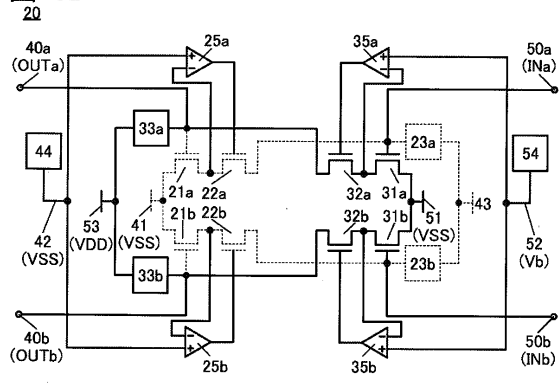 20
40a
(OUTa)
25a
35a
50a
(INa)
33a
23a
44
54
21a
22a
32a
31a
21b
22b
32b
31b
51
(VSS)
43
42
(VSS)
53
(VDD)
41
(VSS)
52
(Vb)
33b
23b
40b
(OUTb)
25b
35b
50b
(INb)